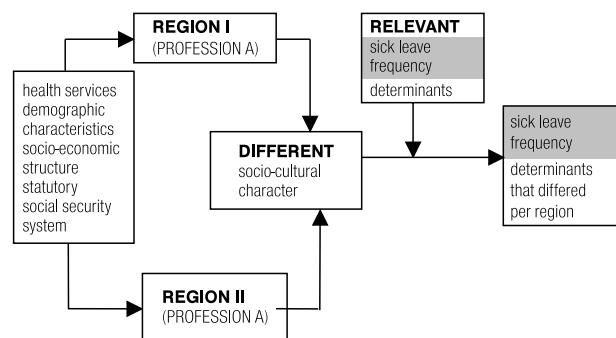 REGION I
(PROFESSION A)
RELEVANT
sick leave
frequency
determinants
health services
demographic
characteristics
socio-economic
structure
statutory
social security
system
DIFFERENT
socio-cultural
character
sick leave
frequency
determinants
that differed
per region
REGION II
(PROFESSION A)